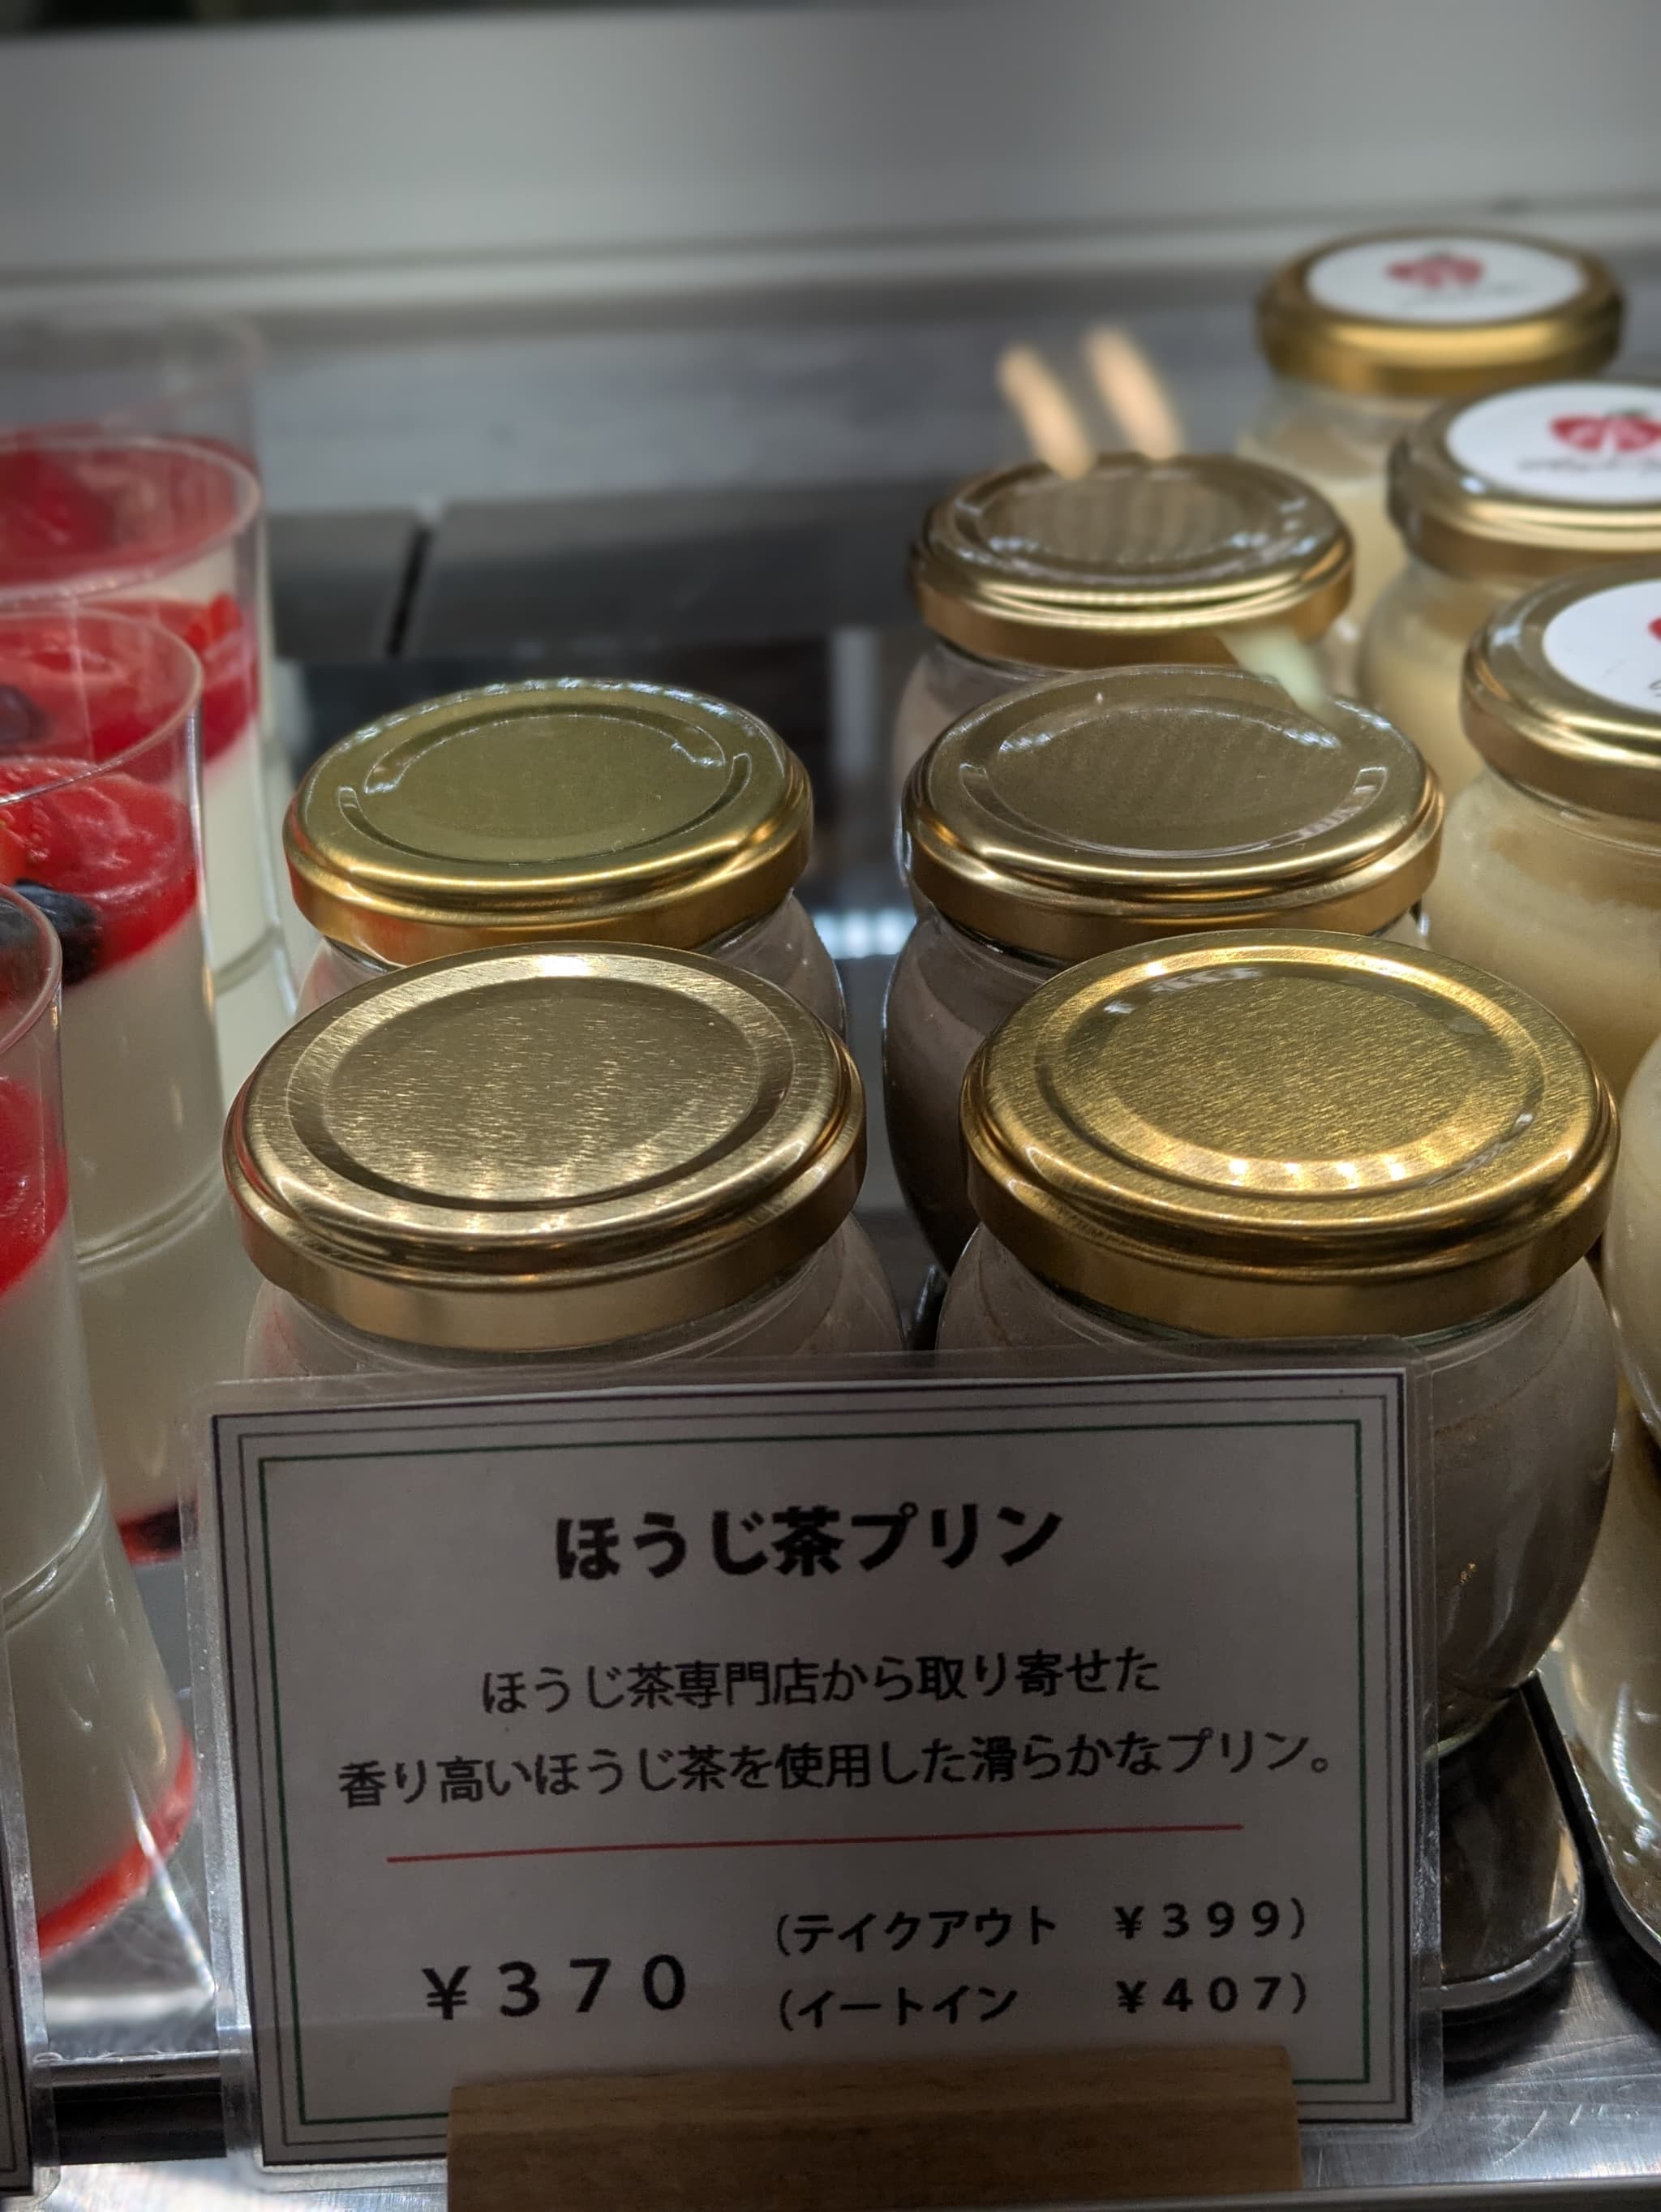 ほうじ茶プリン
ほうじ茶専門店から取り寄せた
香り高いほうじ茶を使用した滑らかなプリン。
¥370
(テイクアウト ¥399)
(イートイン ¥407)